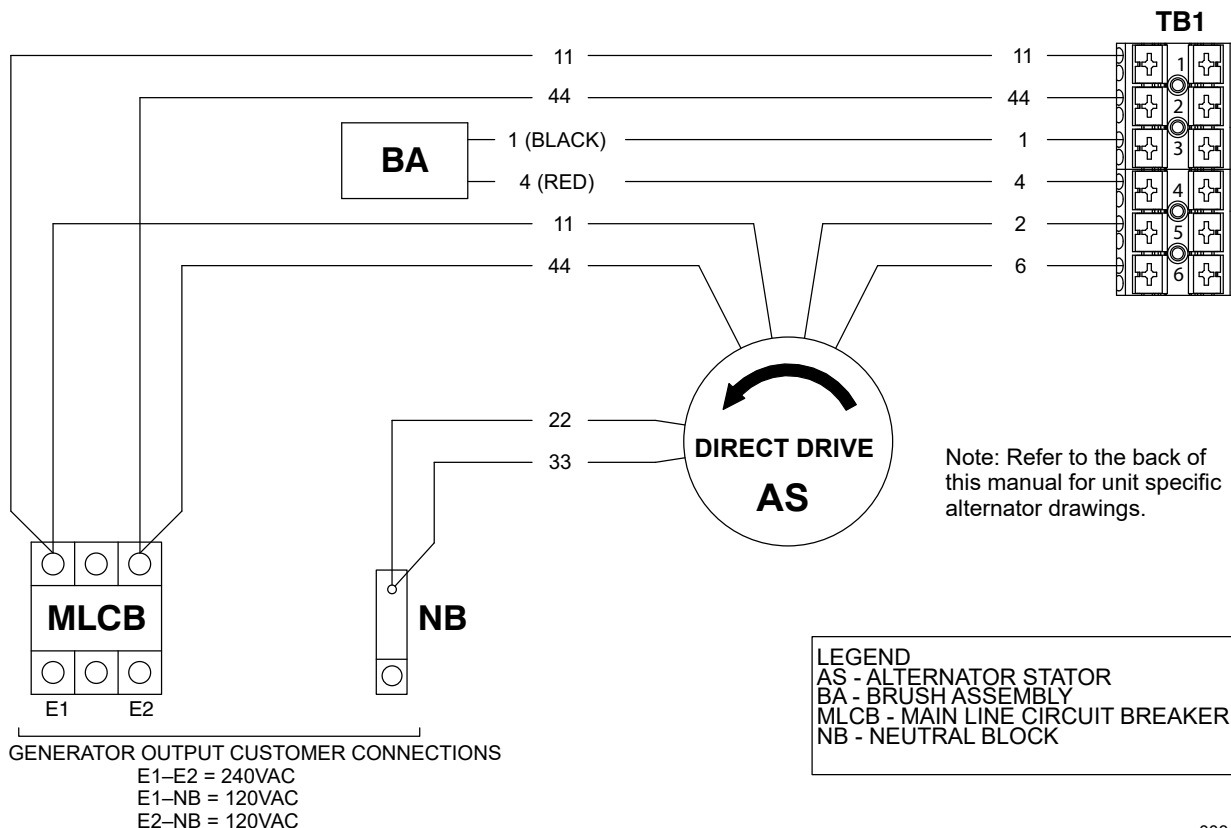 TB1
11 11 1
44 44 2
BA 1 (BLACK) 1 3
4 (RED) 4 4
11 2 5
44 6 6
22
33
DIRECT DRIVE
AS
Note: Refer to the back of
this manual for unit specific
alternator drawings.
MLCB
NB
E1 E2
GENERATOR OUTPUT CUSTOMER CONNECTIONS
E1–E2 = 240VAC
E1–NB = 120VAC
E2–NB = 120VAC
LEGEND
AS - ALTERNATOR STATOR
BA - BRUSH ASSEMBLY
MLCB - MAIN LINE CIRCUIT BREAKER
NB - NEUTRAL BLOCK